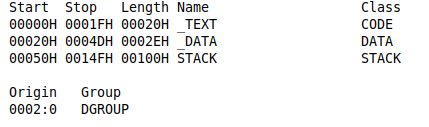 Start  Stop   Length Name                   Class
00000H 0001FH 00020H _TEXT                  CODE
00020H 0004DH 0002EH _DATA                  DATA
00050H 0014FH 00100H STACK                  STACK

Origin   Group
0002:0   DGROUP